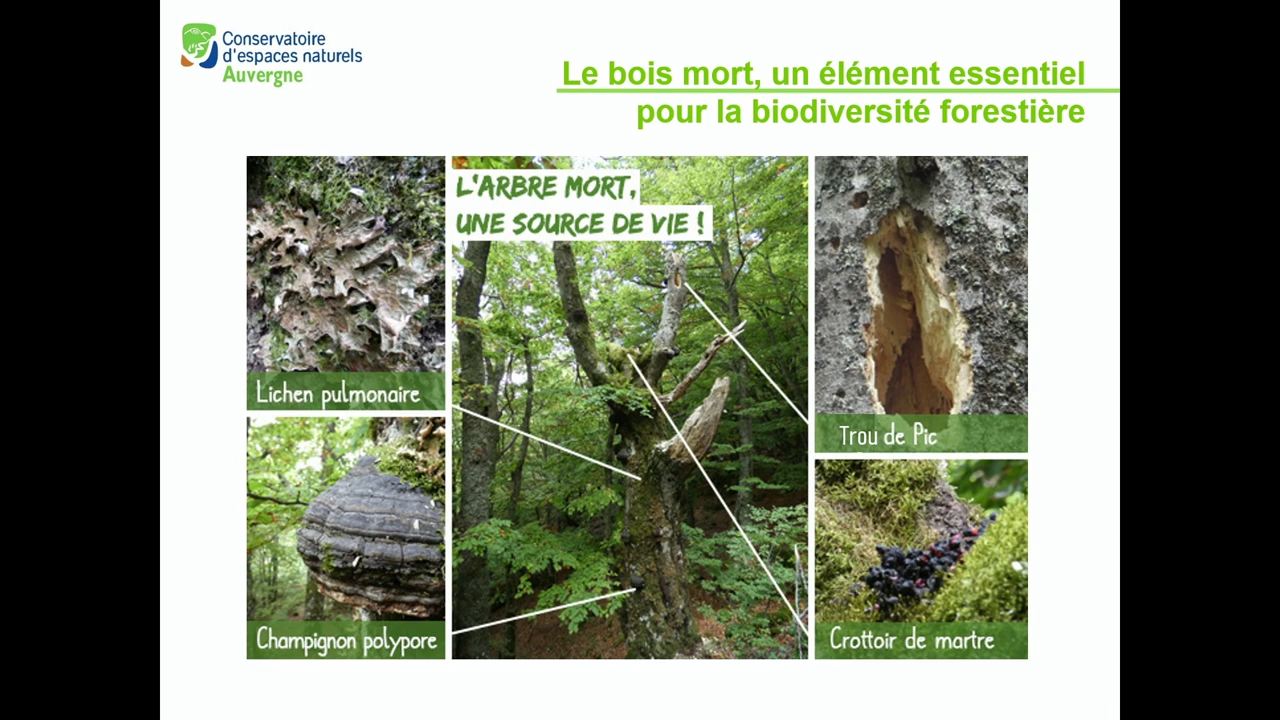 Conservatoire
d'espaces naturels
Auvergne
Le bois mort, un élément essentiel
pour la biodiversité forestière
L'ARBRE MORT,
UNE SOURCE DE VIE !
Lichen pulmonaire
Trou de Pic
Champignon polypore
Crottoir de martre